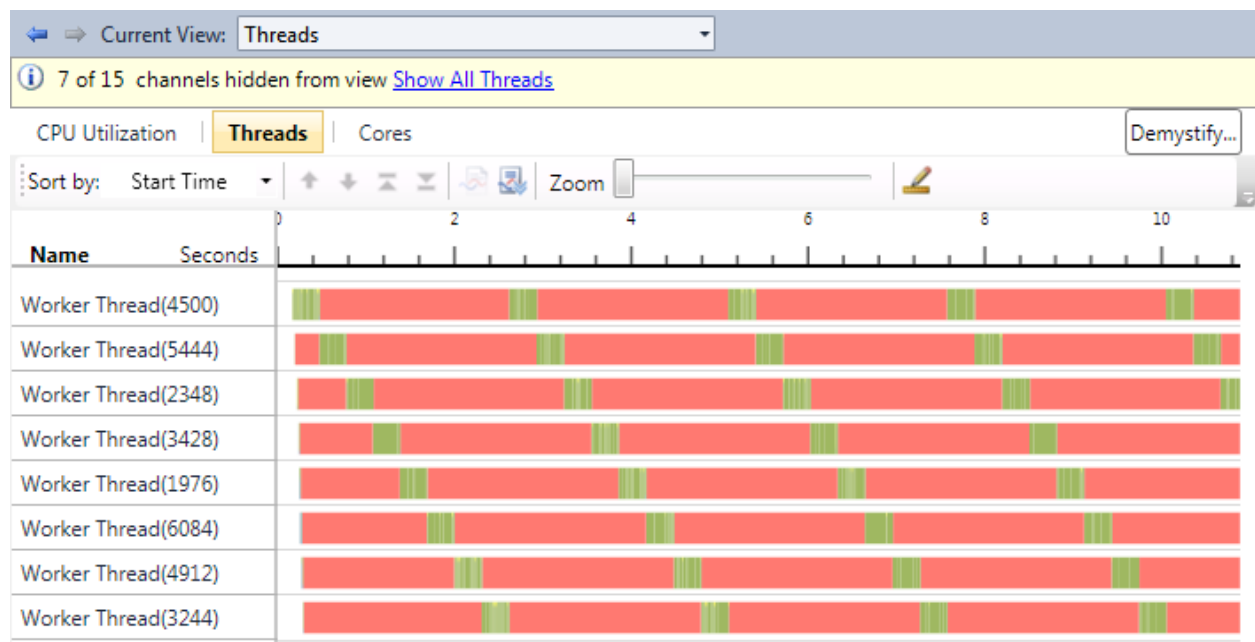 Current View: Threads
7 of 15 channels hidden from view Show All Threads
CPU Utilization Threads Cores Demystify...
Sort by: Start Time Zoom
0 2 4 6 8 10
Name Seconds
Worker Thread(4500)
Worker Thread(5444)
Worker Thread(2348)
Worker Thread(3428)
Worker Thread(1976)
Worker Thread(6084)
Worker Thread(4912)
Worker Thread(3244)